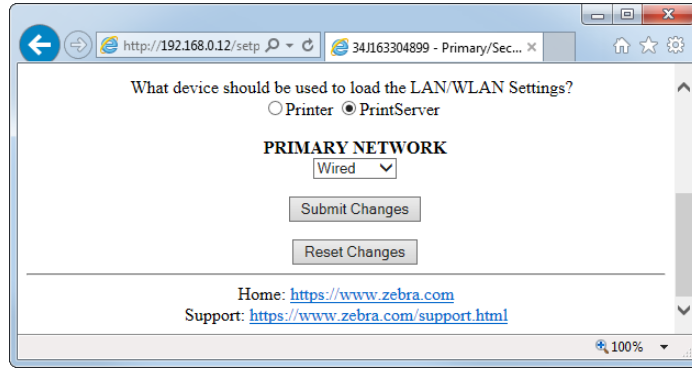 http://192.168.0.12/setp
34J163304899 - Primary/Sec...
What device should be used to load the LAN/WLAN Settings?
Printer PrintServer
PRIMARY NETWORK
Wired
Submit Changes
Reset Changes
Home: https://www.zebra.com
Support: https://www.zebra.com/support.html
100%